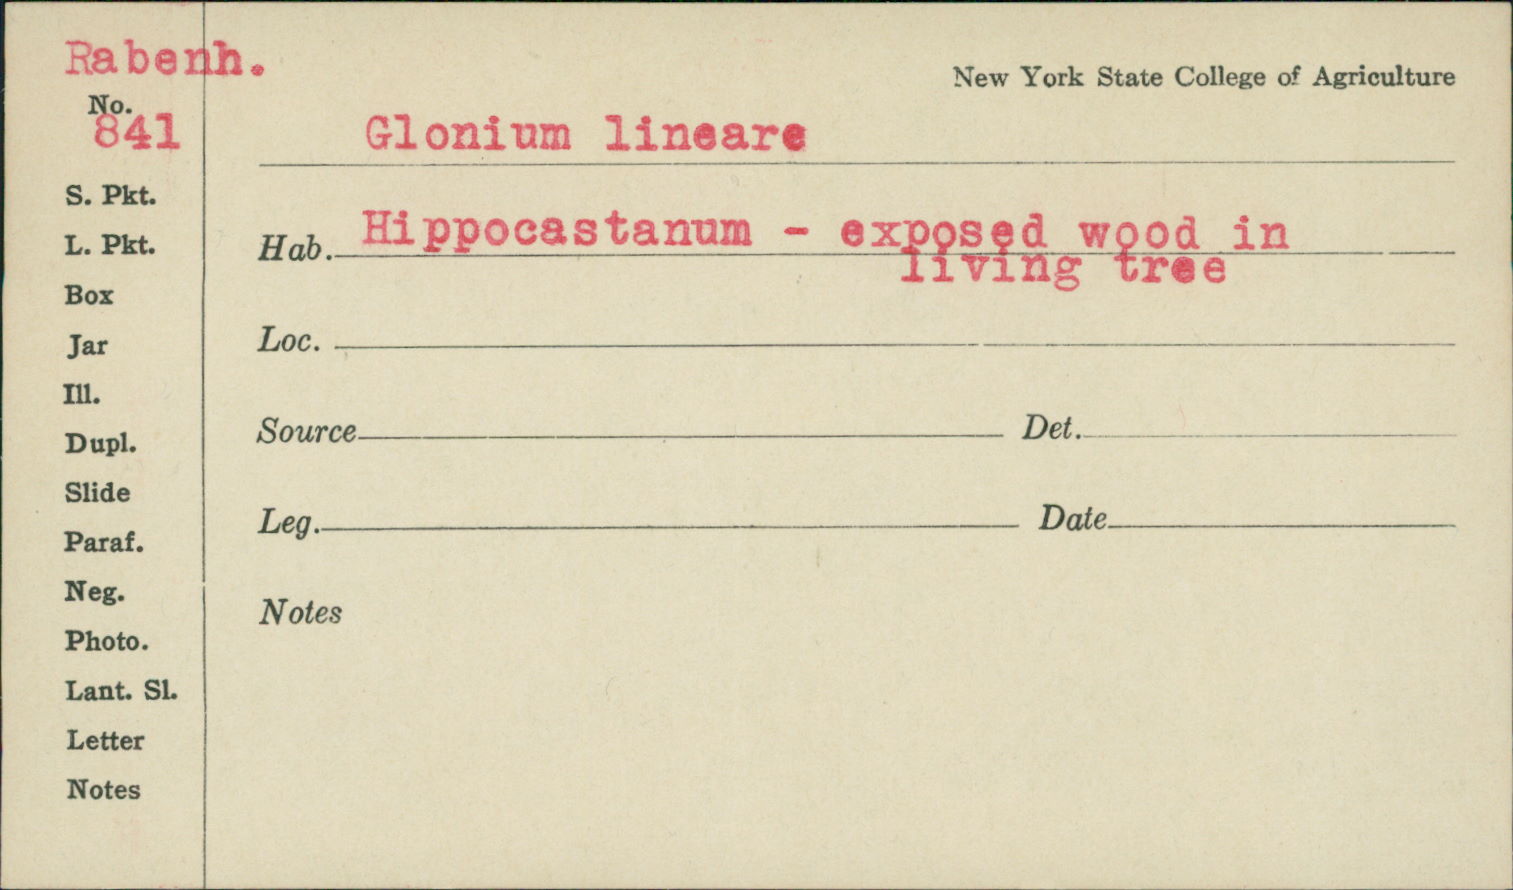 Rabenh.
New York State College of Agriculture
No.
841
Glonium lineare
S. Pkt.
Hab. Hippocastanum - exposed wood in
living tree
L. Pkt.
Box
Jar
Loc.
Ill.
Dupl.
Source Det.
Slide
Leg. Date
Paraf.
Neg.
Notes
Photo.
Lant. Sl.
Letter
Notes